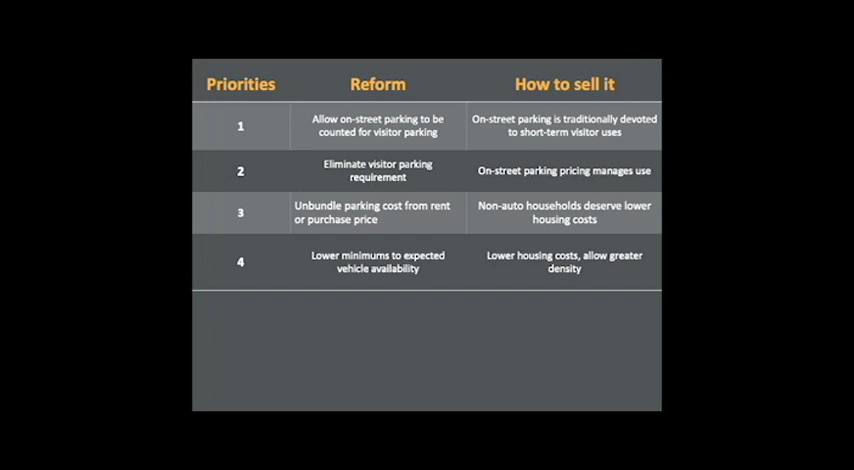 Priorities Reform How to sell it
1 Allow on-street parking to be On-street parking is traditionally devoted
counted for visitor parking to short-term visitor uses
2 Eliminate visitor parking On-street parking pricing manages use
requirement
3 Unbundle parking cost from rent Non-auto households deserve lower
or purchase price housing costs
4 Lower minimums to expected Lower housing costs, allow greater
vehicle availability density